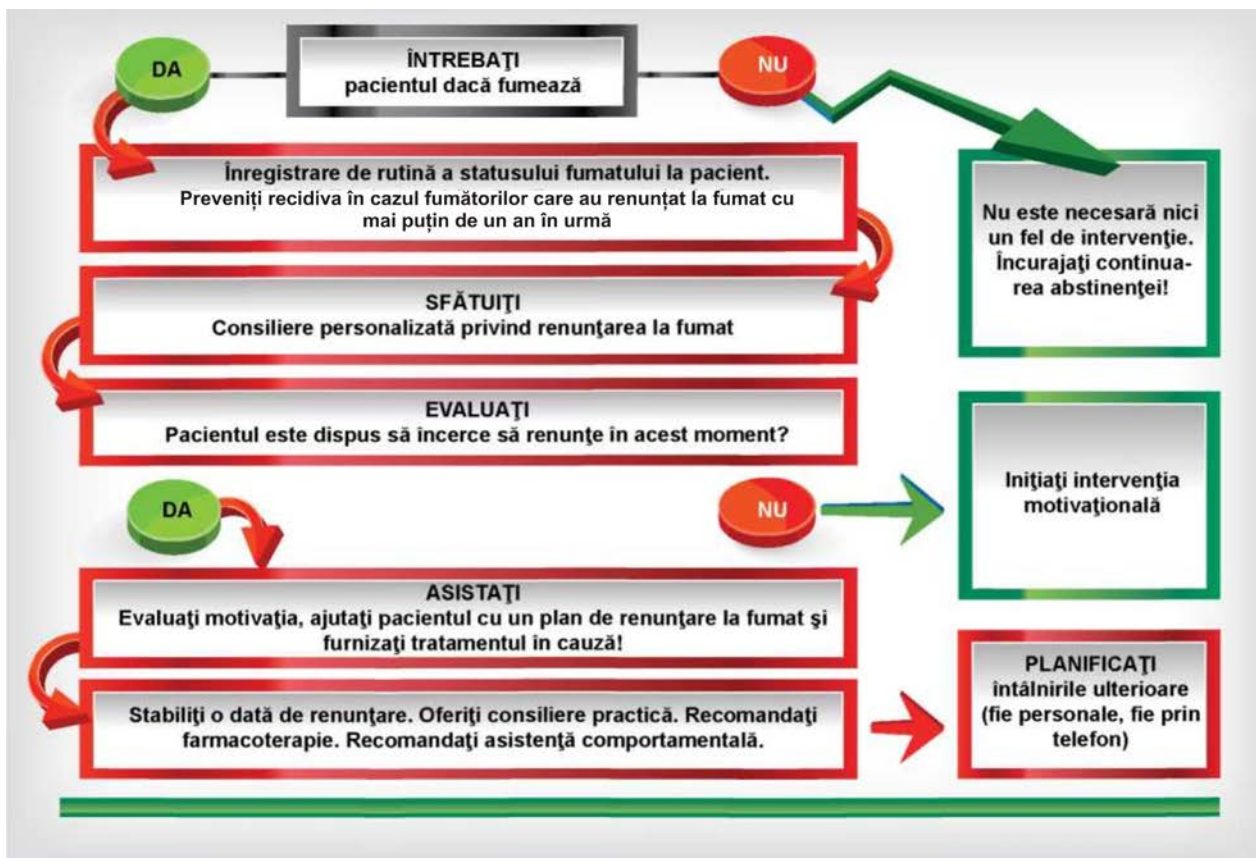 DA
ÎNTREBAŢI
pacientul dacă fumează
NU
Înregistrare de rutină a statusului fumatului la pacient.
Preveniți recidiva în cazul fumătorilor care au renunțat la fumat cu
mai puțin de un an în urmă
Nu este necesară nici
un fel de intervenţie.
Încurajaţi continua-
rea abstinenţei!
SFĂTUIŢI
Consiliere personalizată privind renunţarea la fumat
EVALUAŢI
Pacientul este dispus să încerce să renunţe în acest moment?
DA
NU
Iniţiaţi intervenţia
motivaţională
ASISTAŢI
Evaluaţi motivaţia, ajutaţi pacientul cu un plan de renunţare la fumat şi
furnizaţi tratamentul în cauză!
Stabiliţi o dată de renunţare. Oferiţi consiliere practică. Recomandaţi
farmacoterapie. Recomandaţi asistenţă comportamentală.
PLANIFICAŢI
întâlnirile ulterioare
(fie personale, fie prin
telefon)